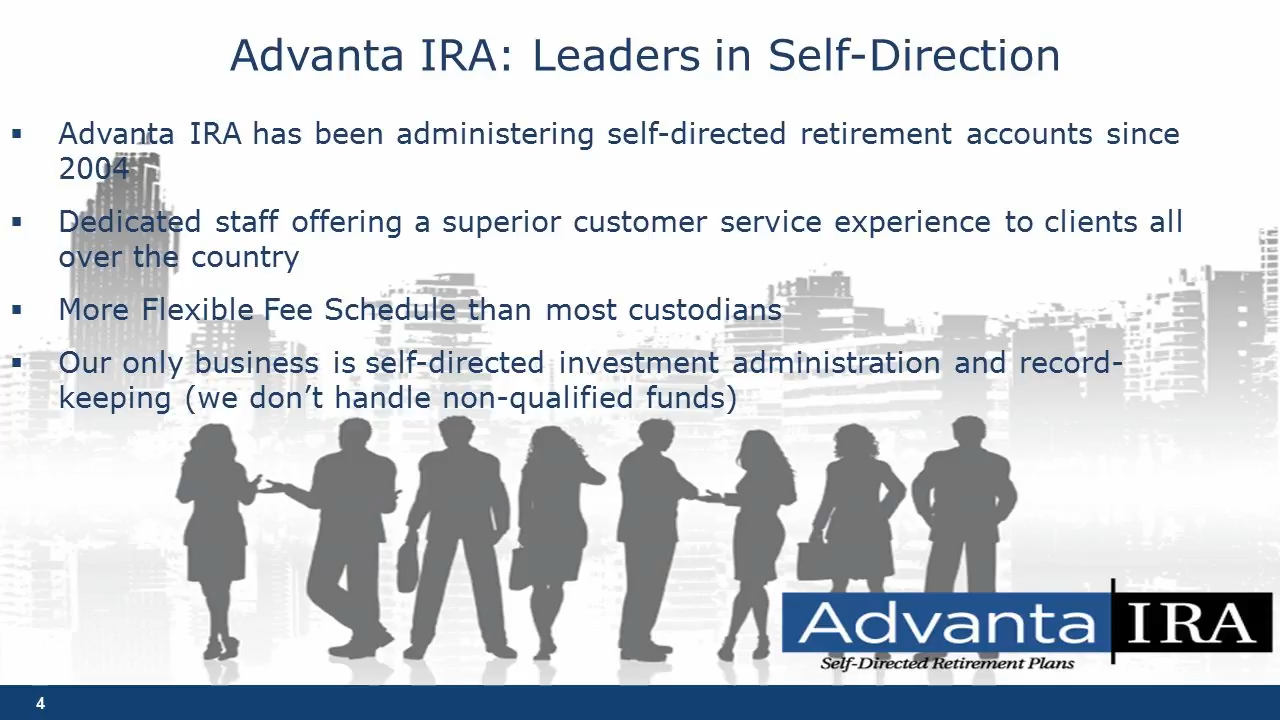 Advanta IRA: Leaders in Self-Direction
▪ Advanta IRA has been administering self-directed retirement accounts since
2004
▪ Dedicated staff offering a superior customer service experience to clients all
over the country
▪ More Flexible Fee Schedule than most custodians
▪ Our only business is self-directed investment administration and record-
keeping (we don’t handle non-qualified funds)
Advanta IRA
Self-Directed Retirement Plans
4